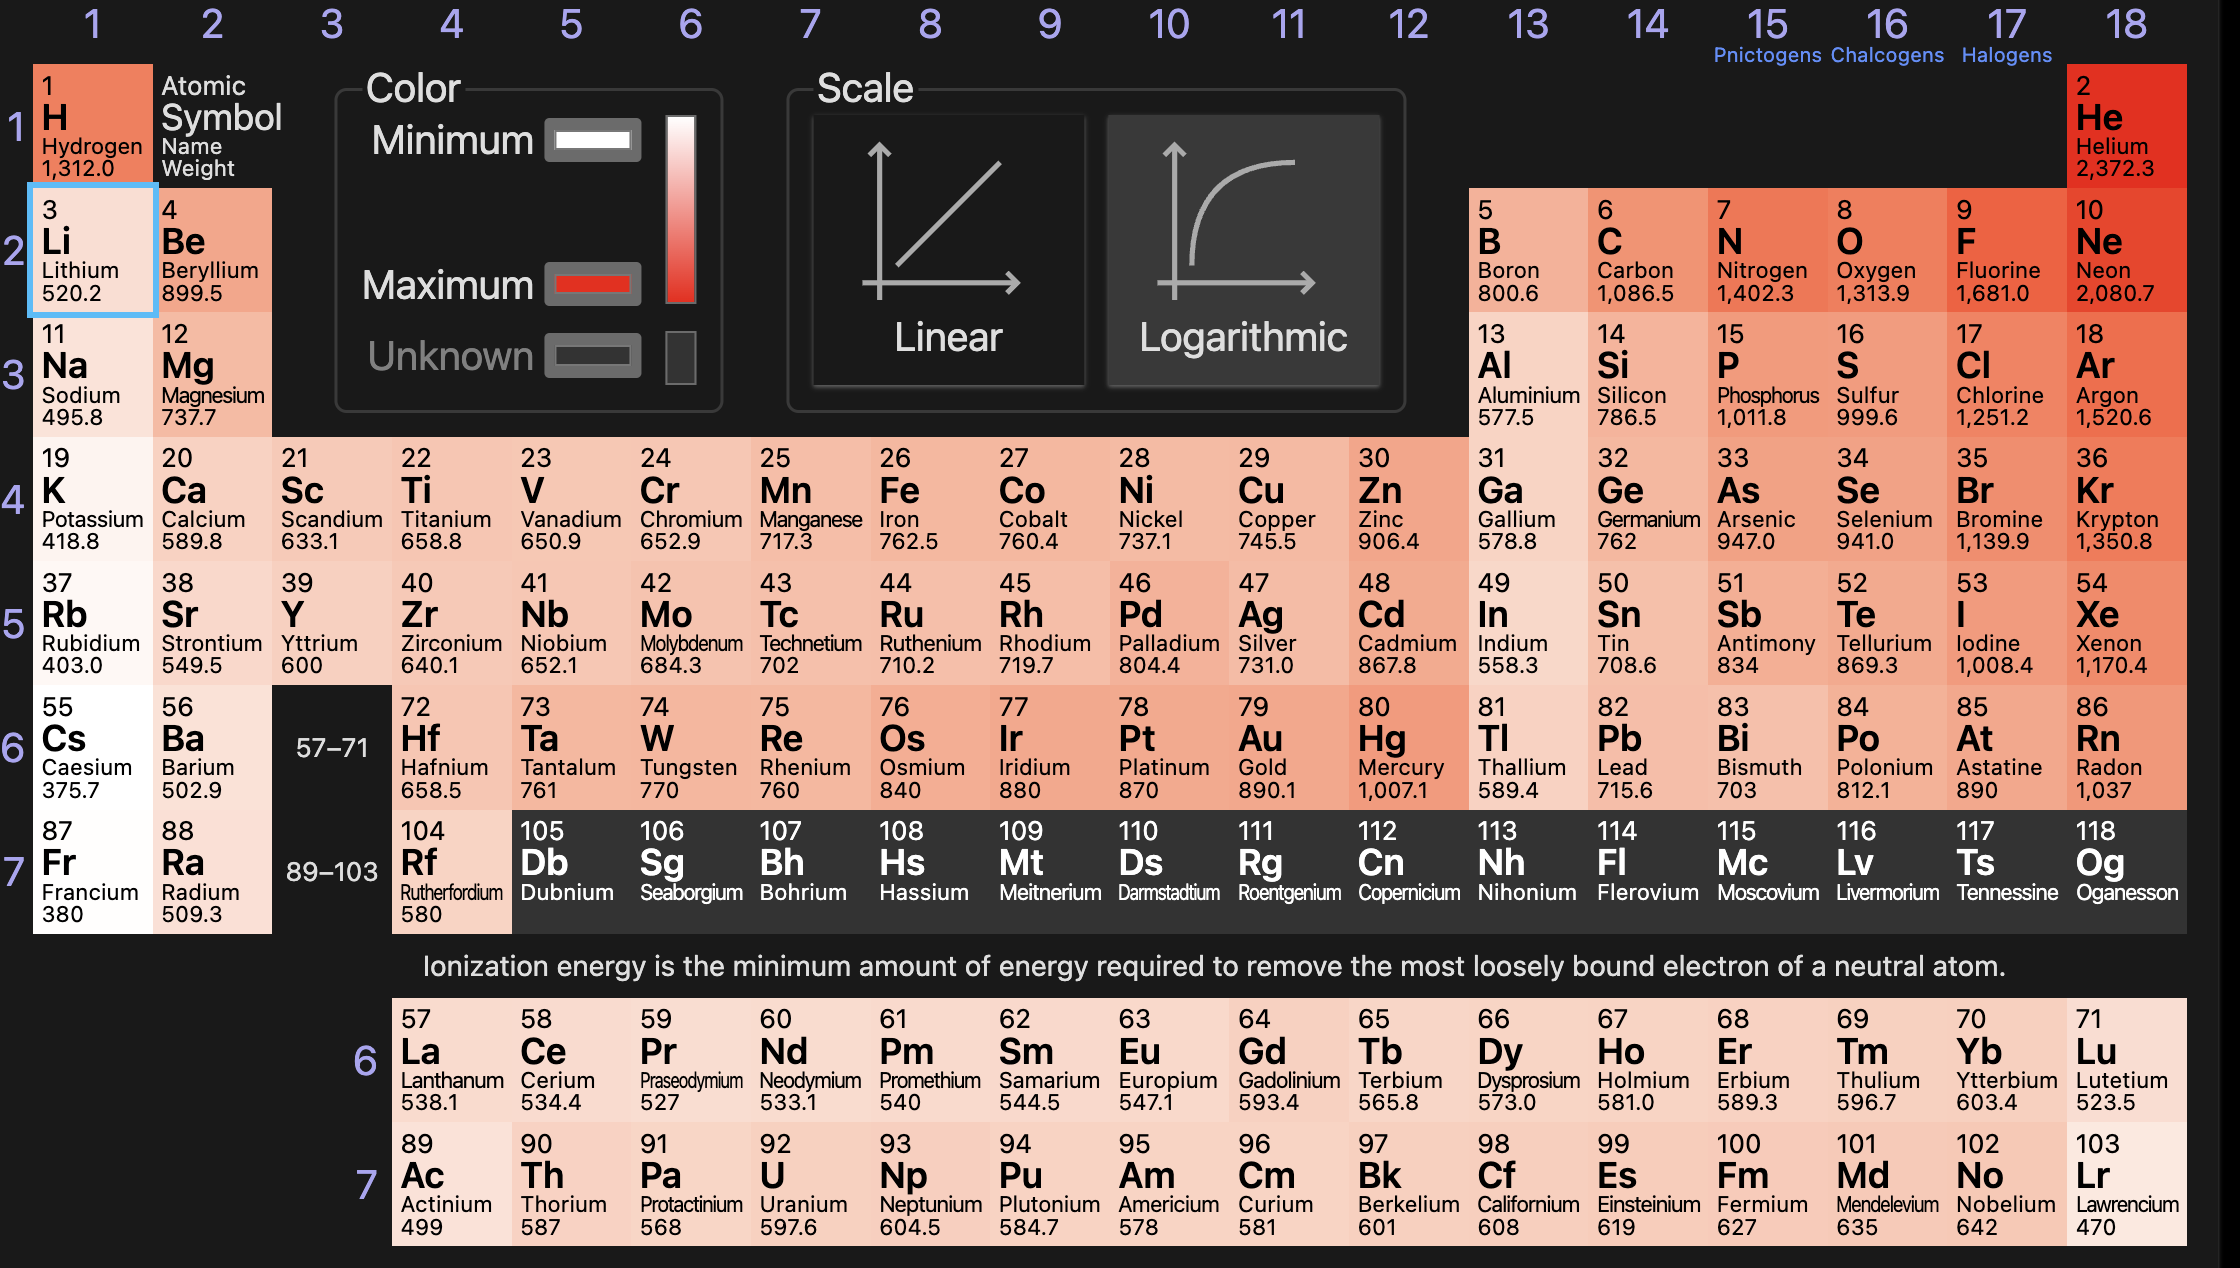 1 2 3 4 5 6 7 8 9 10 11 12 13 14 15 16 17 18
Pnictogens Chalcogens Halogens
1
1
H
Hydrogen
1,312.0
Atomic
Symbol
Name
Weight
Color
Minimum
Maximum
Unknown
Scale
Linear
Logarithmic
2
He
Helium
2,372.3
2
3 4 5 6 7 8 9 10
Li Be B C N O F Ne
Lithium Beryllium Boron Carbon Nitrogen Oxygen Fluorine Neon
520.2 899.5 800.6 1,086.5 1,402.3 1,313.9 1,681.0 2,080.7
3
11 12 13 14 15 16 17 18
Na Mg Al Si P S Cl Ar
Sodium Magnesium Aluminium Silicon Phosphorus Sulfur Chlorine Argon
495.8 737.7 577.5 786.5 1,011.8 999.6 1,251.2 1,520.6
4
19 20 21 22 23 24 25 26 27 28 29 30 31 32 33 34 35 36
K Ca Sc Ti V Cr Mn Fe Co Ni Cu Zn Ga Ge As Se Br Kr
Potassium Calcium Scandium Titanium Vanadium Chromium Manganese Iron Cobalt Nickel Copper Zinc Gallium Germanium Arsenic Selenium Bromine Krypton
418.8 589.8 633.1 658.8 650.9 652.9 717.3 762.5 760.4 737.1 745.5 906.4 578.8 762 947.0 941.0 1,139.9 1,350.8
5
37 38 39 40 41 42 43 44 45 46 47 48 49 50 51 52 53 54
Rb Sr Y Zr Nb Mo Tc Ru Rh Pd Ag Cd In Sn Sb Te I Xe
Rubidium Strontium Yttrium Zirconium Niobium Molybdenum Technetium Ruthenium Rhodium Palladium Silver Cadmium Indium Tin Antimony Tellurium Iodine Xenon
403.0 549.5 600 640.1 652.1 684.3 702 710.2 719.7 804.4 731.0 867.8 558.3 708.6 834 869.3 1,008.4 1,170.4
6
55 56 57–71 72 73 74 75 76 77 78 79 80 81 82 83 84 85 86
Cs Ba Hf Ta W Re Os Ir Pt Au Hg Tl Pb Bi Po At Rn
Caesium Barium Hafnium Tantalum Tungsten Rhenium Osmium Iridium Platinum Gold Mercury Thallium Lead Bismuth Polonium Astatine Radon
375.7 502.9 658.5 761 770 760 840 880 870 890.1 1,007.1 589.4 715.6 703 812.1 890 1,037
7
87 88 89–103 104 105 106 107 108 109 110 111 112 113 114 115 116 117 118
Fr Ra Rf Db Sg Bh Hs Mt Ds Rg Cn Nh Fl Mc Lv Ts Og
Francium Radium Rutherfordium Dubnium Seaborgium Bohrium Hassium Meitnerium Darmstadtium Roentgenium Copernicium Nihonium Flerovium Moscovium Livermorium Tennessine Oganesson
380 509.3 580
Ionization energy is the minimum amount of energy required to remove the most loosely bound electron of a neutral atom.
6
57 58 59 60 61 62 63 64 65 66 67 68 69 70 71
La Ce Pr Nd Pm Sm Eu Gd Tb Dy Ho Er Tm Yb Lu
Lanthanum Cerium Praseodymium Neodymium Promethium Samarium Europium Gadolinium Terbium Dysprosium Holmium Erbium Thulium Ytterbium Lutetium
538.1 534.4 527 533.1 540 544.5 547.1 593.4 565.8 573.0 581.0 589.3 596.7 603.4 523.5
7
89 90 91 92 93 94 95 96 97 98 99 100 101 102 103
Ac Th Pa U Np Pu Am Cm Bk Cf Es Fm Md No Lr
Actinium Thorium Protactinium Uranium Neptunium Plutonium Americium Curium Berkelium Californium Einsteinium Fermium Mendelevium Nobelium Lawrencium
499 587 568 597.6 604.5 584.7 578 581 601 608 619 627 635 642 470